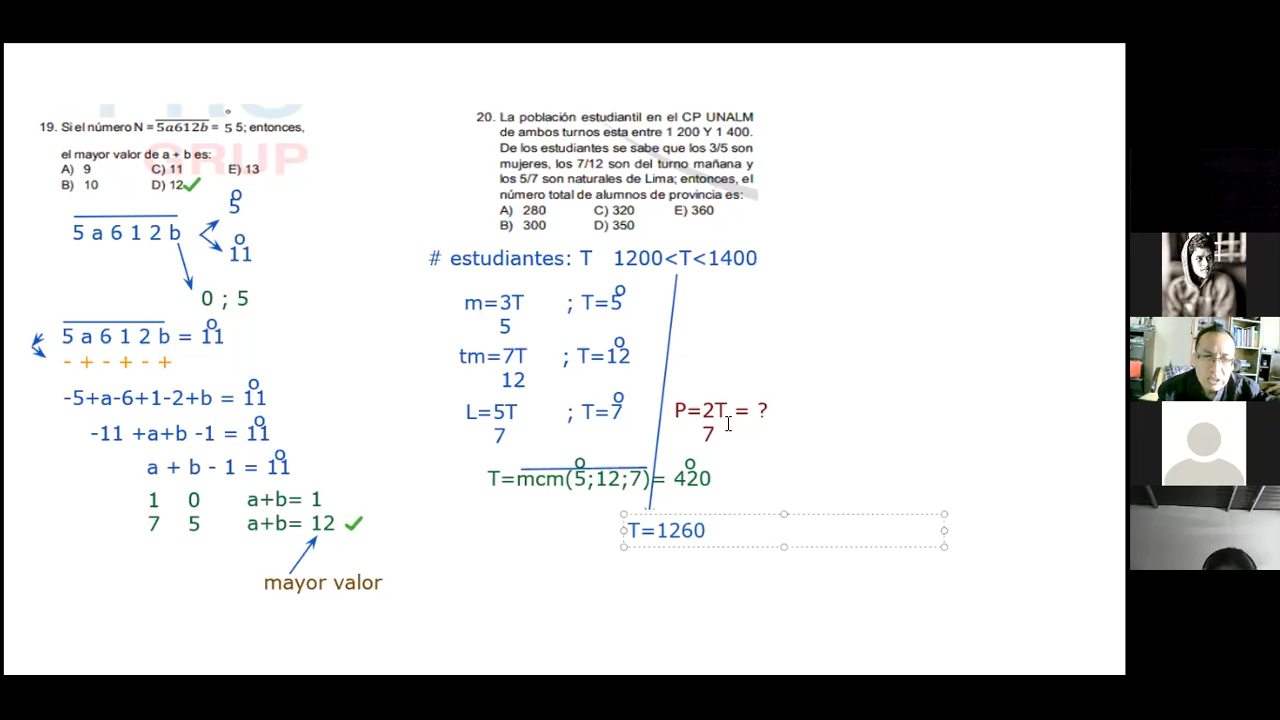 19. Si el número N = 5a612b = 5 5; entonces,
el mayor valor de a + b es:
A) 9 C) 11 E) 13
B) 10 D) 12 ✓
GRUP
5 a 6 1 2 b
o
5
o
11
0 ; 5
5 a 6 1 2 b = 11
o
- + - + - +
-5+a-6+1-2+b = 11
o
-11 +a+b -1 = 11
o
a + b - 1 = 11
o
1 0 a+b= 1
7 5 a+b= 12 ✓
mayor valor
20. La población estudiantil en el CP UNALM
de ambos turnos esta entre 1 200 Y 1 400.
De los estudiantes se sabe que los 3/5 son
mujeres, los 7/12 son del turno mañana y
los 5/7 son naturales de Lima; entonces, el
número total de alumnos de provincia es:
A) 280 C) 320 E) 360
B) 300 D) 350
# estudiantes: T 1200<T<1400
m=3T ; T=5
o
5
tm=7T ; T=12
o
12
L=5T ; T=7
o
7
P=2T = ?
7
T=mcm(5;12;7)= 420
o o
T=1260